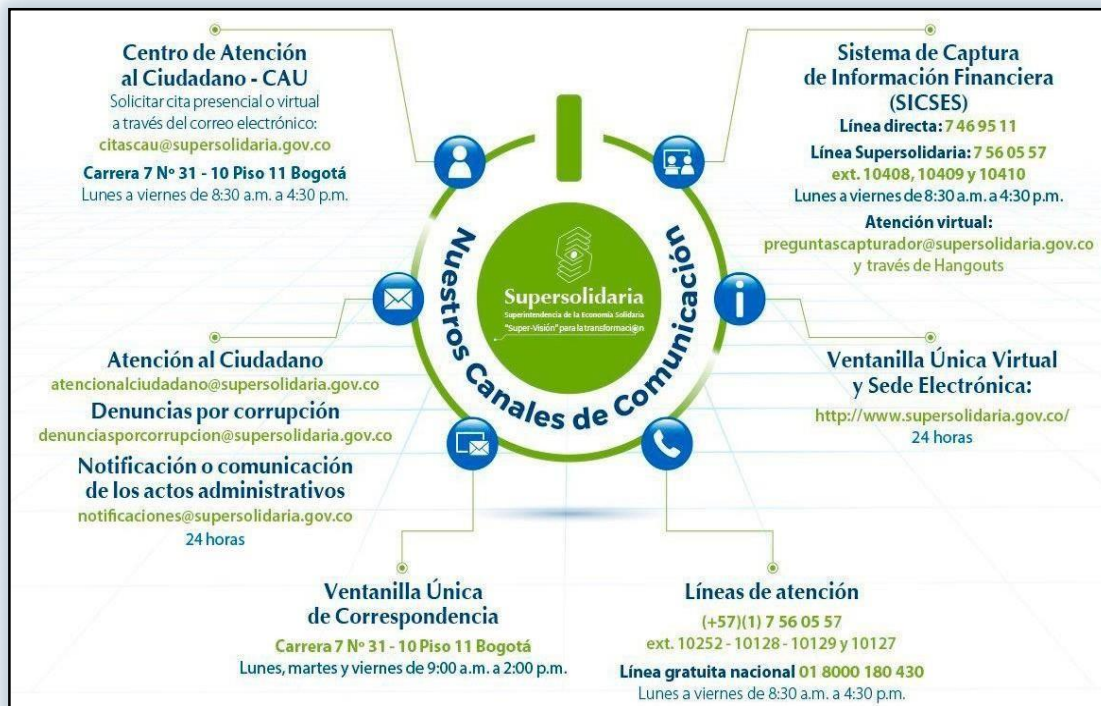 Centro de Atención
al Ciudadano - CAU
Solicitar cita presencial o virtual
a través del correo electrónico:
citascau@supersolidaria.gov.co
Carrera 7 Nº 31 - 10 Piso 11 Bogotá
Lunes a viernes de 8:30 a.m. a 4:30 p.m.
Sistema de Captura
de Información Financiera
(SICSES)
Línea directa: 7 46 95 11
Línea Supersolidaria: 7 56 05 57
ext. 10408, 10409 y 10410
Lunes a viernes de 8:30 a.m. a 4:30 p.m.
Atención virtual:
preguntascapturador@supersolidaria.gov.co
y través de Hangouts
Nuestros Canales de Comunicación
Supersolidaria
Superintendencia de la Economía Solidaria
"Super-Visión" para la transformación
Atención al Ciudadano
atencionalciudadano@supersolidaria.gov.co
Denuncias por corrupción
denunciasporcorrupcion@supersolidaria.gov.co
Notificación o comunicación
de los actos administrativos
notificaciones@supersolidaria.gov.co
24 horas
Ventanilla Única Virtual
y Sede Electrónica:
http://www.supersolidaria.gov.co/
24 horas
Ventanilla Única
de Correspondencia
Carrera 7 Nº 31 - 10 Piso 11 Bogotá
Lunes, martes y viernes de 9:00 a.m. a 2:00 p.m.
Líneas de atención
(+57)(1) 7 56 05 57
ext. 10252 - 10128 - 10129 y 10127
Línea gratuita nacional 01 8000 180 430
Lunes a viernes de 8:30 a.m. a 4:30 p.m.